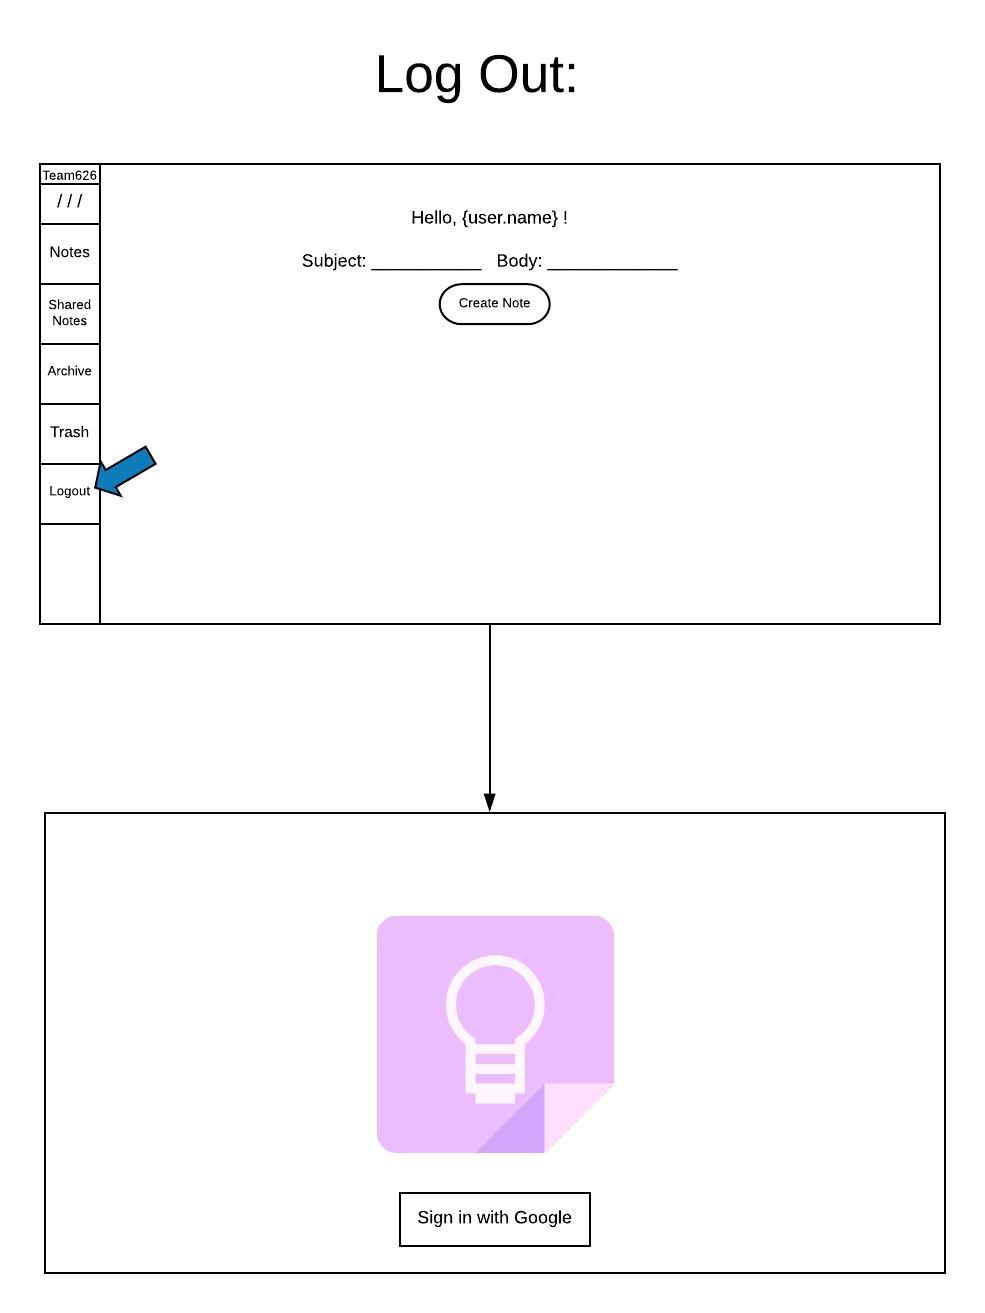 Log Out:
Team626
/ / /
Notes
Shared
Notes
Archive
Trash
Logout
Hello, {user.name} !
Subject: ___________ Body: _____________
Create Note
Sign in with Google